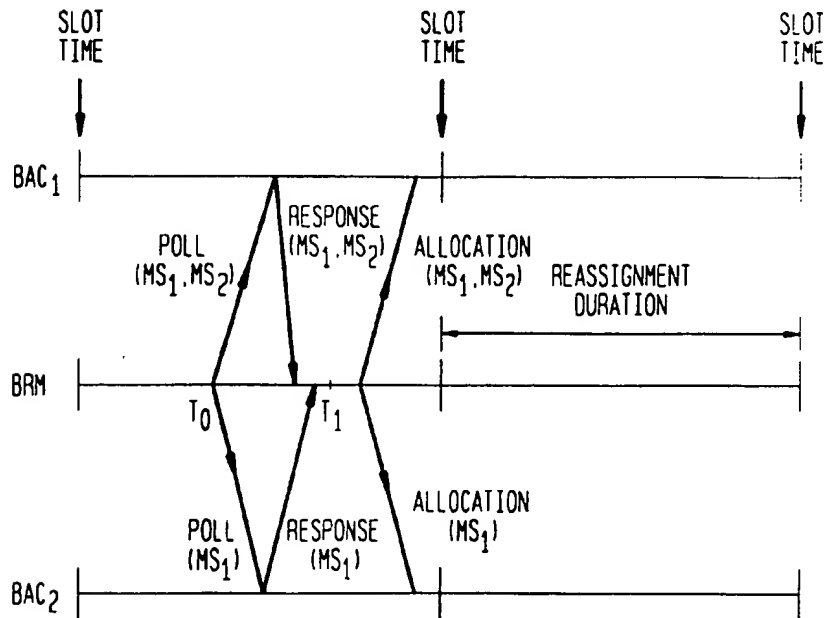 SLOT TIME
SLOT TIME
SLOT TIME
BAC1
POLL
(MS1,MS2)
RESPONSE
(MS1,MS2)
ALLOCATION
(MS1,MS2)
REASSIGNMENT
DURATION
BRM
T0
T1
POLL
(MS1)
RESPONSE
(MS1)
ALLOCATION
(MS1)
BAC2